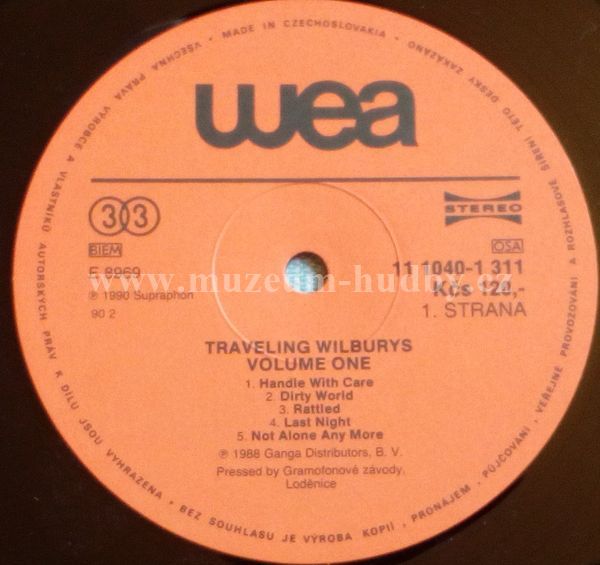 MADE IN CZECHOSLOVAKIA • VŠECHNA PRÁVA VÝROBCE A VLASTNÍKŮ AUTORSKÝCH PRÁV K DÍLU JSOU VYHRAZENA • BEZ SOUHLASU JE VÝROBA KOPIÍ, PRONÁJEM, PŮJČOVÁNÍ, VEŘEJNÉ PROVOZOVÁNÍ A ROZHLASOVÉ ŠÍŘENÍ TÉTO DESKY ZAKÁZÁNO •
wea
33
STEREO
BIEM
OSA
E 8969
11 1040-1 311
www.muzeum-hudby.cz
℗ 1990 Supraphon
Kčs 120,-
90 2
1. STRANA
TRAVELING WILBURYS
VOLUME ONE
1. Handle With Care
2. Dirty World
3. Rattled
4. Last Night
5. Not Alone Any More
℗ 1988 Ganga Distributors, B. V.
Pressed by Gramofonové závody,
Loděnice